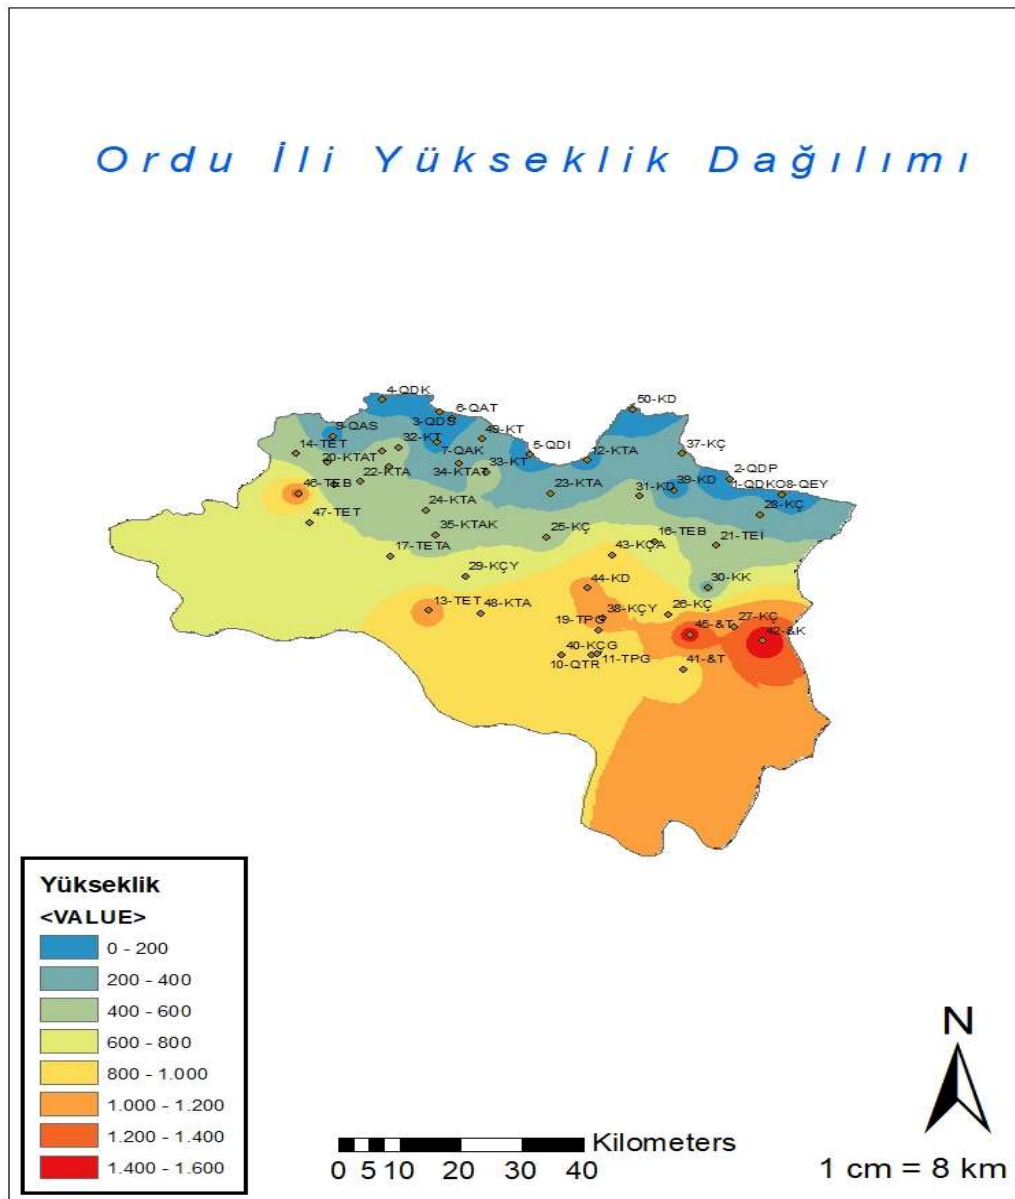 Ordu İli Yükseklik Dağılımı
4-QDK
50-KD
6-QAT
3-QDS
9-QAS
49-KT
32-KT
14-TET
7-QAK
5-QDI
12-KTA
37-KÇ
20-KTAT
33-KT
34-KTAT
22-KTA
2-QDP
39-KD
1-QDKO8-QEY
46-TEB
23-KTA
31-KD
24-KTA
28-KÇ
47-TET
35-KTAK
25-KÇ
16-TEB
21-TEI
17-TETA
43-KÇA
29-KÇY
44-KD
30-KK
13-TET
48-KTA
38-KÇY
26-KÇ
19-TPG
45-&T
27-KÇ
42-&K
40-KÇG
10-QTR
11-TPG
41-&T
Yükseklik
<VALUE>
0 - 200
200 - 400
400 - 600
600 - 800
800 - 1.000
1.000 - 1.200
1.200 - 1.400
1.400 - 1.600
Kilometers
0 5 10 20 30 40
N
1 cm = 8 km